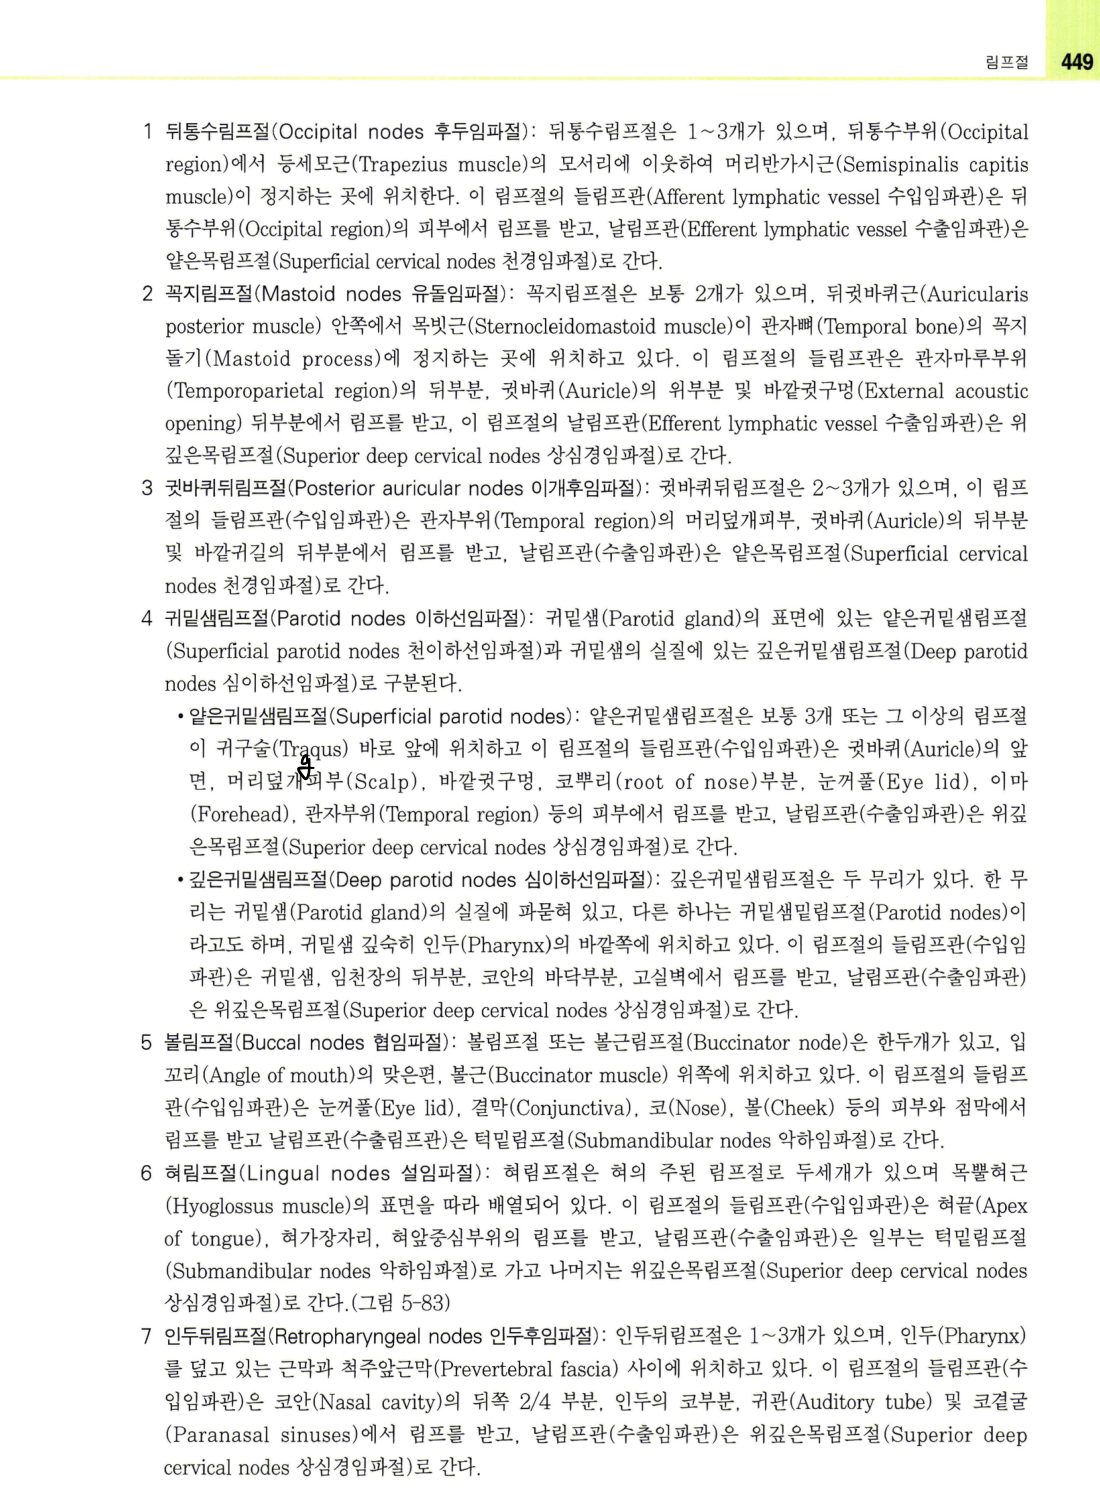 림프절 449
1 뒤통수림프절(Occipital nodes 후두임파절): 뒤통수림프절은 1~3개가 있으며, 뒤통수부위(Occipital
region)에서 등세모근(Trapezius muscle)의 모서리에 이웃하여 머리반가시근(Semispinalis capitis
muscle)이 정지하는 곳에 위치한다. 이 림프절의 들림프관(Afferent lymphatic vessel 수입임파관)은 뒤
통수부위(Occipital region)의 피부에서 림프를 받고, 날림프관(Efferent lymphatic vessel 수출임파관)은
얕은목림프절(Superficial cervical nodes 천경임파절)로 간다.
2 꼭지림프절(Mastoid nodes 유돌임파절): 꼭지림프절은 보통 2개가 있으며, 뒤귓바퀴근(Auricularis
posterior muscle) 안쪽에서 목빗근(Sternocleidomastoid muscle)이 관자뼈(Temporal bone)의 꼭지
돌기(Mastoid process)에 정지하는 곳에 위치하고 있다. 이 림프절의 들림프관은 관자마루부위
(Temporoparietal region)의 뒤부분, 귓바퀴(Auricle)의 위부분 및 바깥귓구멍(External acoustic
opening) 뒤부분에서 림프를 받고, 이 림프절의 날림프관(Efferent lymphatic vessel 수출임파관)은 위
깊은목림프절(Superior deep cervical nodes 상심경임파절)로 간다.
3 귓바퀴뒤림프절(Posterior auricular nodes 이개후임파절): 귓바퀴뒤림프절은 2~3개가 있으며, 이 림프
절의 들림프관(수입임파관)은 관자부위(Temporal region)의 머리덮개피부, 귓바퀴(Auricle)의 뒤부분
및 바깥귀길의 뒤부분에서 림프를 받고, 날림프관(수출임파관)은 얕은목림프절(Superficial cervical
nodes 천경임파절)로 간다.
4 귀밑샘림프절(Parotid nodes 이하선임파절): 귀밑샘(Parotid gland)의 표면에 있는 얕은귀밑샘림프절
(Superficial parotid nodes 천이하선임파절)과 귀밑샘의 실질에 있는 깊은귀밑샘림프절(Deep parotid
nodes 심이하선임파절)로 구분된다.
• 얕은귀밑샘림프절(Superficial parotid nodes): 얕은귀밑샘림프절은 보통 3개 또는 그 이상의 림프절
이 귀구술(Traqus) 바로 앞에 위치하고 이 림프절의 들림프관(수입임파관)은 귓바퀴(Auricle)의 앞
g
면, 머리덮개피부(Scalp), 바깥귓구멍, 코뿌리(root of nose)부분, 눈꺼풀(Eye lid), 이마
(Forehead), 관자부위(Temporal region) 등의 피부에서 림프를 받고, 날림프관(수출임파관)은 위깊
은목림프절(Superior deep cervical nodes 상심경임파절)로 간다.
• 깊은귀밑샘림프절(Deep parotid nodes 심이하선임파절): 깊은귀밑샘림프절은 두 무리가 있다. 한 무
리는 귀밑샘(Parotid gland)의 실질에 파묻혀 있고, 다른 하나는 귀밑샘밑림프절(Parotid nodes)이
라고도 하며, 귀밑샘 깊숙히 인두(Pharynx)의 바깥쪽에 위치하고 있다. 이 림프절의 들림프관(수입임
파관)은 귀밑샘, 임천장의 뒤부분, 코안의 바닥부분, 고실벽에서 림프를 받고, 날림프관(수출임파관)
은 위깊은목림프절(Superior deep cervical nodes 상심경임파절)로 간다.
5 볼림프절(Buccal nodes 협임파절): 볼림프절 또는 볼근림프절(Buccinator node)은 한두개가 있고, 입
꼬리(Angle of mouth)의 맞은편, 볼근(Buccinator muscle) 위쪽에 위치하고 있다. 이 림프절의 들림프
관(수입임파관)은 눈꺼풀(Eye lid), 결막(Conjunctiva), 코(Nose), 볼(Cheek) 등의 피부와 점막에서
림프를 받고 날림프관(수출림프관)은 턱밑림프절(Submandibular nodes 악하임파절)로 간다.
6 혀림프절(Lingual nodes 설임파절): 혀림프절은 혀의 주된 림프절로 두세개가 있으며 목뿔혀근
(Hyoglossus muscle)의 표면을 따라 배열되어 있다. 이 림프절의 들림프관(수입임파관)은 혀끝(Apex
of tongue), 혀가장자리, 혀앞중심부위의 림프를 받고, 날림프관(수출임파관)은 일부는 턱밑림프절
(Submandibular nodes 악하임파절)로 가고 나머지는 위깊은목림프절(Superior deep cervical nodes
상심경임파절)로 간다.(그림 5-83)
7 인두뒤림프절(Retropharyngeal nodes 인두후임파절): 인두뒤림프절은 1~3개가 있으며, 인두(Pharynx)
를 덮고 있는 근막과 척주앞근막(Prevertebral fascia) 사이에 위치하고 있다. 이 림프절의 들림프관(수
입임파관)은 코안(Nasal cavity)의 뒤쪽 2/4 부분, 인두의 코부분, 귀관(Auditory tube) 및 코곁굴
(Paranasal sinuses)에서 림프를 받고, 날림프관(수출임파관)은 위깊은목림프절(Superior deep
cervical nodes 상심경임파절)로 간다.